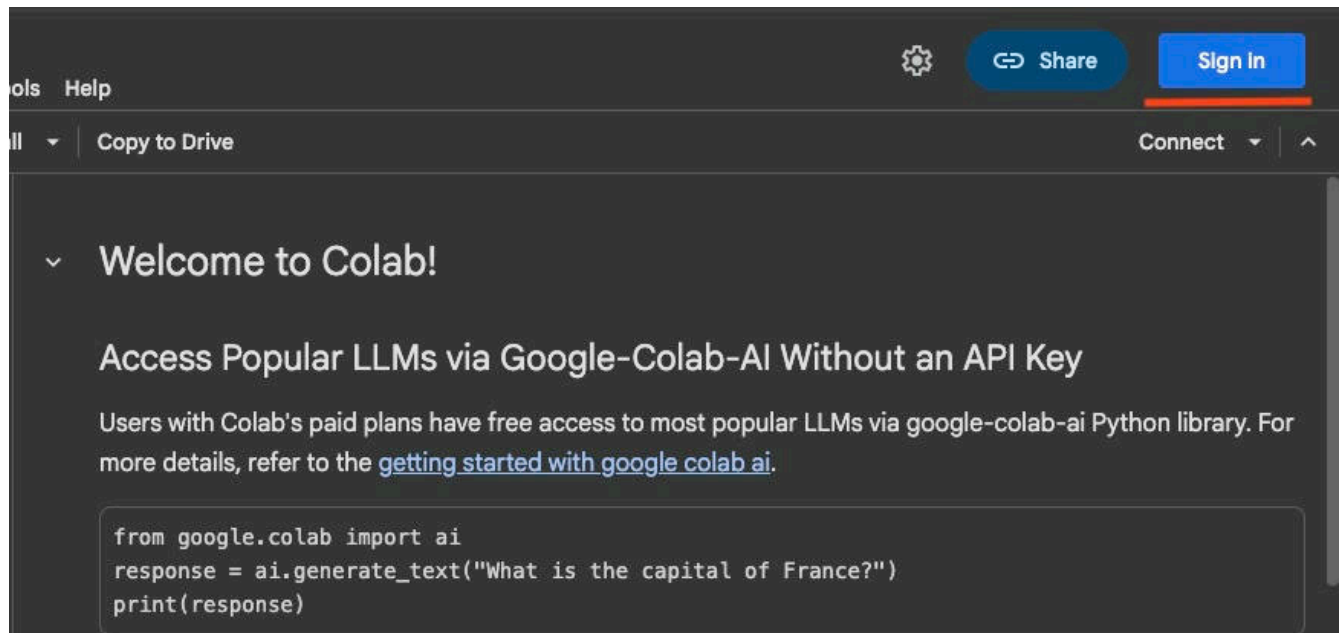 Share
Sign in
ools Help
ll
Copy to Drive
Connect
Welcome to Colab!
Access Popular LLMs via Google-Colab-AI Without an API Key
Users with Colab's paid plans have free access to most popular LLMs via google-colab-ai Python library. For
more details, refer to the getting started with google colab ai.
from google.colab import ai
response = ai.generate_text("What is the capital of France?")
print(response)